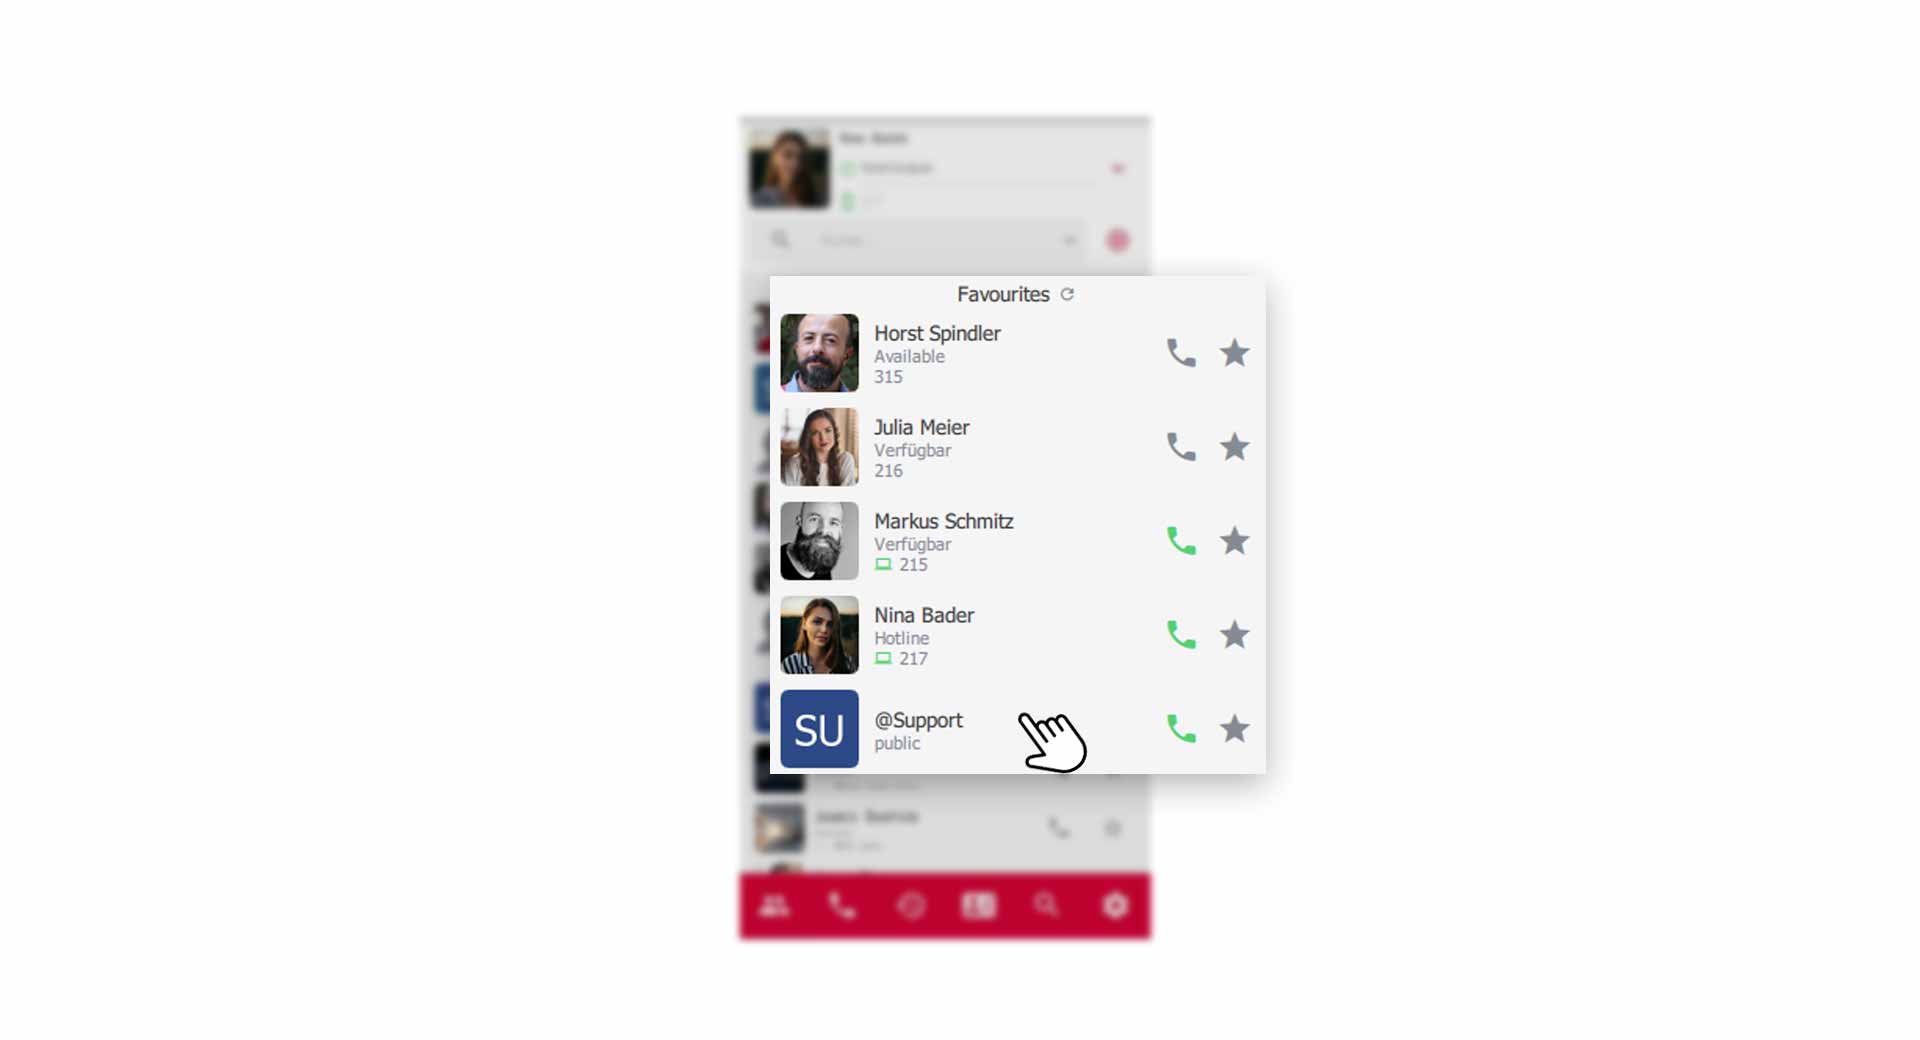 Favourites
Horst Spindler
Available
315
Julia Meier
Verfügbar
216
Markus Schmitz
Verfügbar
215
Nina Bader
Hotline
217
SU
@Support
public